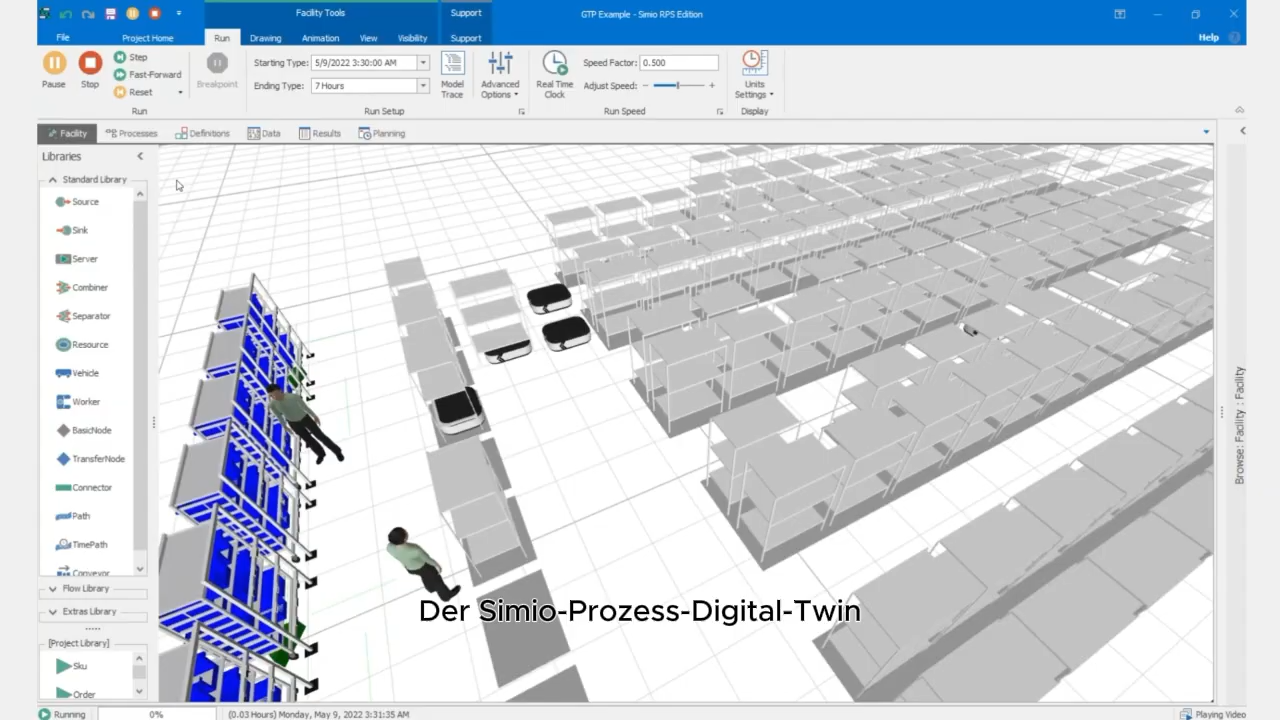 Facility Tools
Support
GTP Example - Simio RPS Edition
File
Project Home
Run
Drawing
Animation
View
Visibility
Support
Help
Pause
Stop
Step
Fast-Forward
Reset
Breakpoint
Starting Type: 5/9/2022 3:30:00 AM
Ending Type: 7 Hours
Model Trace
Advanced Options
Real Time Clock
Speed Factor: 0.500
Adjust Speed: - +
Units Settings
Run
Run Setup
Run Speed
Display
Facility
Processes
Definitions
Data
Results
Planning
Libraries
Standard Library
Source
Sink
Server
Combiner
Separator
Resource
Vehicle
Worker
BasicNode
TransferNode
Connector
Path
TimePath
Conveyor
Flow Library
Extras Library
[Project Library]
Sku
Order
Browse: Facility : Facility
Der Simio-Prozess-Digital-Twin
Running
0%
(0.03 Hours) Monday, May 9, 2022 3:31:35 AM
Playing Video